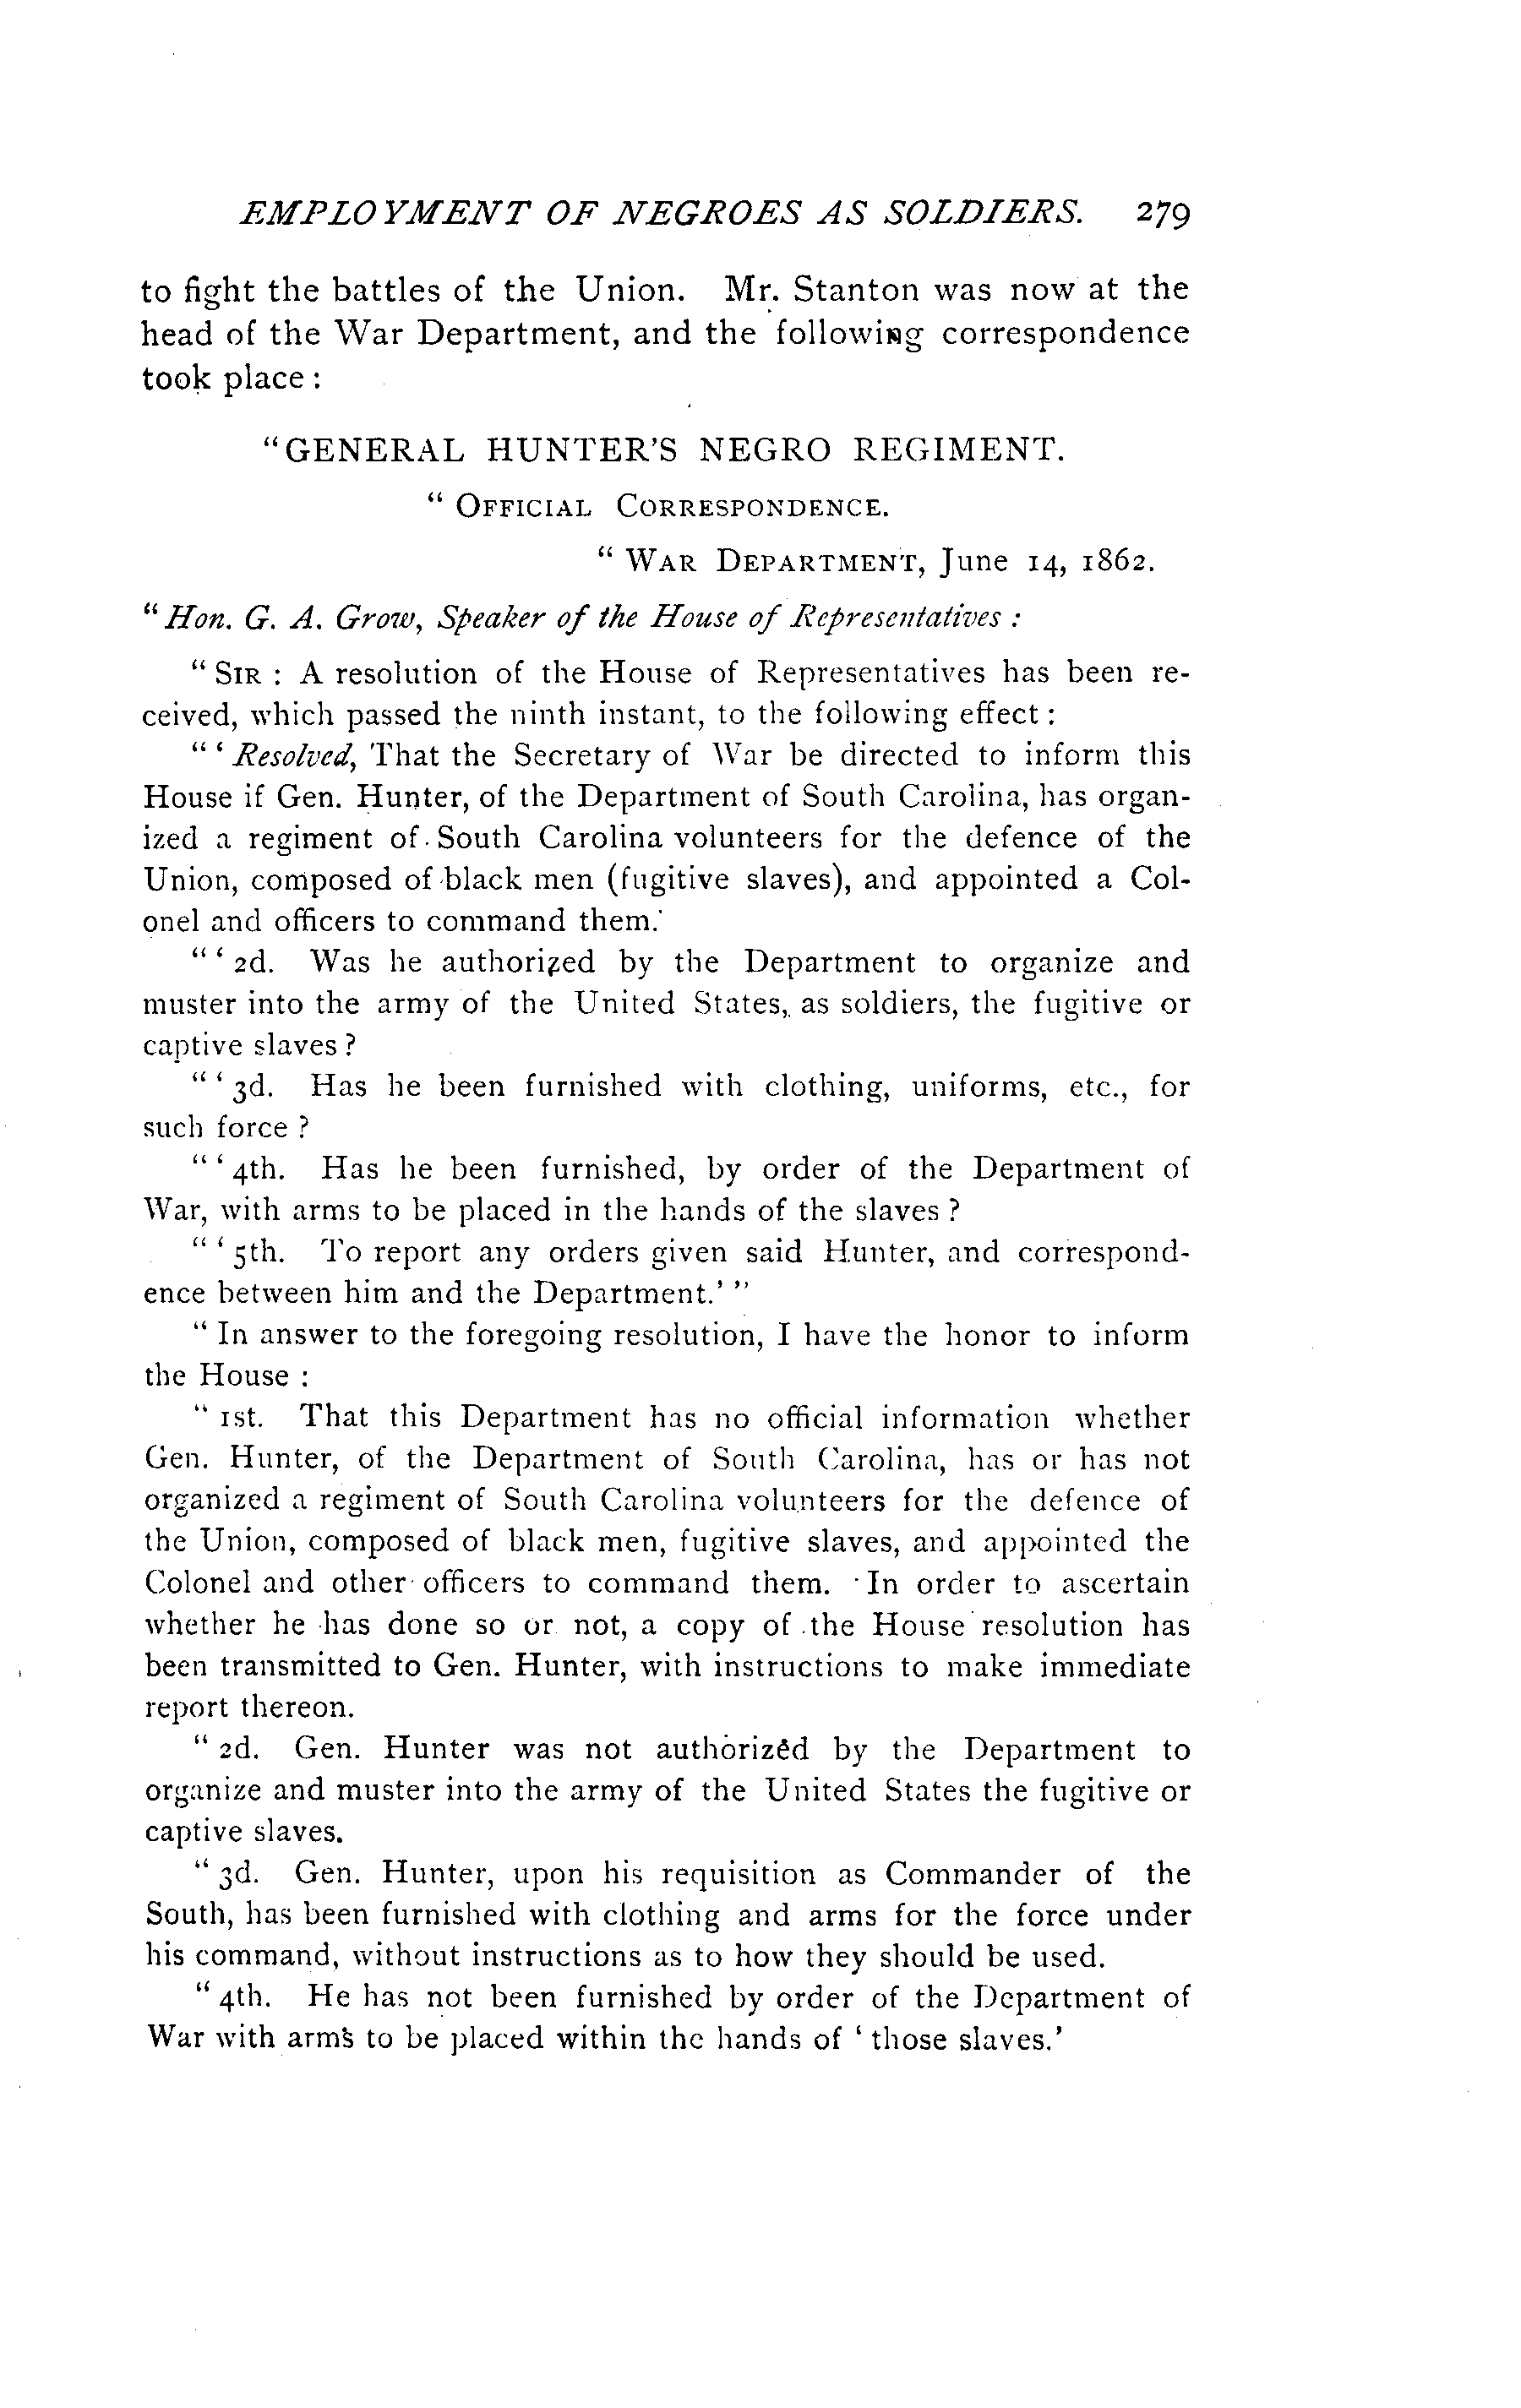 EMPLOYMENT OF NEGROES AS SOLDIERS. 279
to fight the battles of the Union. Mr. Stanton was now at the
head of the War Department, and the following correspondence
took place :
"GENERAL HUNTER'S NEGRO REGIMENT.
" OFFICIAL CORRESPONDENCE.
" WAR DEPARTMENT, June 14, 1862.
" Hon. G. A. Grow, Speaker of the House of Representatives :
" SIR : A resolution of the House of Representatives has been re-
ceived, which passed the ninth instant, to the following effect :
" ' Resolved, That the Secretary of War be directed to inform this
House if Gen. Hunter, of the Department of South Carolina, has organ-
ized a regiment of South Carolina volunteers for the defence of the
Union, composed of black men (fugitive slaves), and appointed a Col-
onel and officers to command them.'
" ' 2d. Was he authorized by the Department to organize and
muster into the army of the United States, as soldiers, the fugitive or
captive slaves ?
" ' 3d. Has he been furnished with clothing, uniforms, etc., for
such force ?
" ' 4th. Has he been furnished, by order of the Department of
War, with arms to be placed in the hands of the slaves ?
" ' 5th. To report any orders given said Hunter, and correspond-
ence between him and the Department.' "
" In answer to the foregoing resolution, I have the honor to inform
the House :
" 1st. That this Department has no official information whether
Gen. Hunter, of the Department of South Carolina, has or has not
organized a regiment of South Carolina volunteers for the defence of
the Union, composed of black men, fugitive slaves, and appointed the
Colonel and other officers to command them. In order to ascertain
whether he has done so or not, a copy of the House resolution has
been transmitted to Gen. Hunter, with instructions to make immediate
report thereon.
" 2d. Gen. Hunter was not authorized by the Department to
organize and muster into the army of the United States the fugitive or
captive slaves.
" 3d. Gen. Hunter, upon his requisition as Commander of the
South, has been furnished with clothing and arms for the force under
his command, without instructions as to how they should be used.
" 4th. He has not been furnished by order of the Department of
War with arms to be placed within the hands of ' those slaves.'